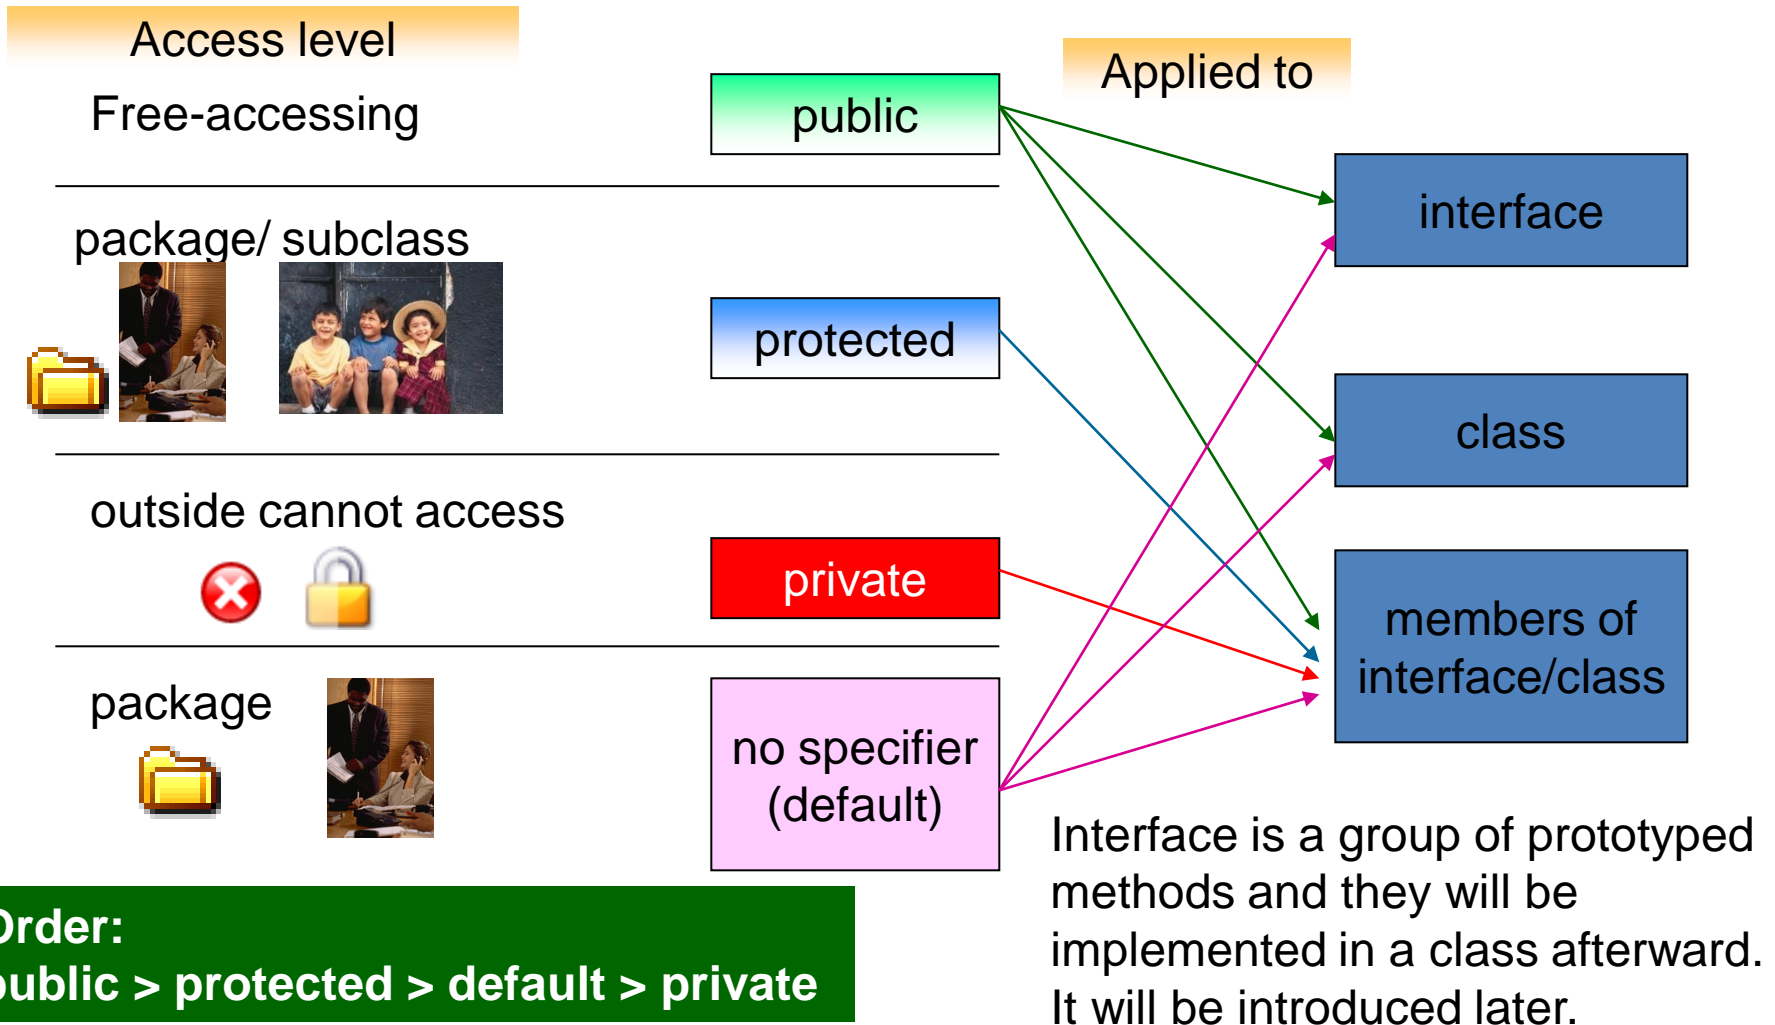 Access level
Applied to
Free-accessing
public
interface
package/ subclass
protected
class
outside cannot access
private
members of
interface/class
package
no specifier
(default)
Interface is a group of prototyped
methods and they will be
implemented in a class afterward.
It will be introduced later.
Order:
public > protected > default > private